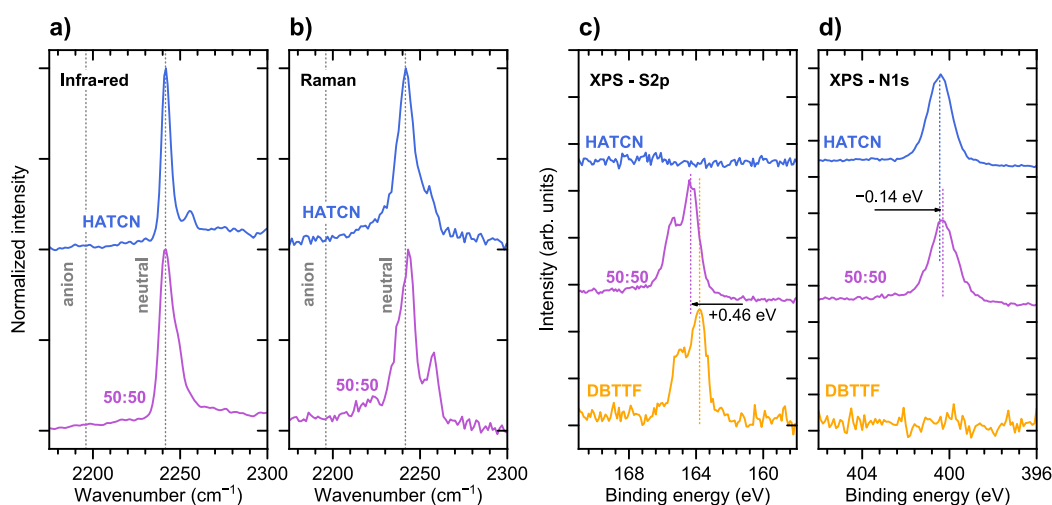 a)
b)
c)
d)
Normalized intensity
Infra-red
HATCN
anion
neutral
50:50
2200
2250
2300
Wavenumber (cm⁻¹)
Raman
HATCN
anion
neutral
50:50
2200
2250
2300
Wavenumber (cm⁻¹)
Intensity (arb. units)
XPS - S2p
HATCN
50:50
+0.46 eV
DBTTF
168
164
160
Binding energy (eV)
XPS - N1s
HATCN
−0.14 eV
50:50
DBTTF
404
400
396
Binding energy (eV)